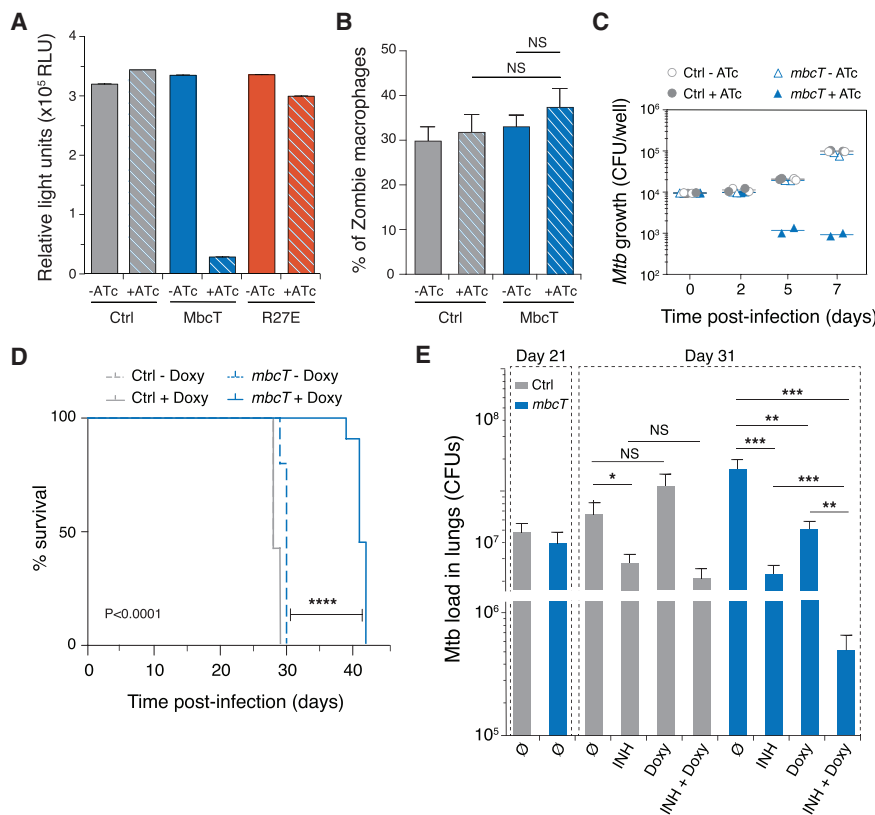 A
Relative light units (x10⁵ RLU)
4
3
2
1
0
-ATc +ATc -ATc +ATc -ATc +ATc
Ctrl MbcT R27E
B
% of Zombie macrophages
50
40
30
20
10
0
NS
NS
-ATc +ATc -ATc +ATc
Ctrl MbcT
C
Ctrl - ATc mbcT - ATc
Ctrl + ATc mbcT + ATc
Mtb growth (CFU/well)
10⁶
10⁵
10⁴
10³
10²
0 2 5 7
Time post-infection (days)
D
Ctrl - Doxy mbcT - Doxy
Ctrl + Doxy mbcT + Doxy
% survival
100
50
0
P<0.0001
****
0 10 20 30 40
Time post-infection (days)
E
Day 21 Day 31
Ctrl
mbcT
Mtb load in lungs (CFUs)
10⁸
10⁷
10⁶
10⁵
NS
NS
*
***
**
***
***
**
Ø Ø Ø INH Doxy INH + Doxy Ø INH Doxy INH + Doxy